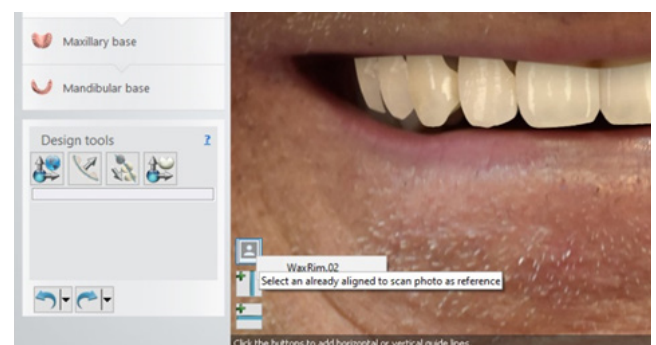 Maxillary base
Mandibular base
Design tools ?
WaxRim.02
Select an already aligned to scan photo as reference
Click the buttons to add horizontal or vertical guide lines